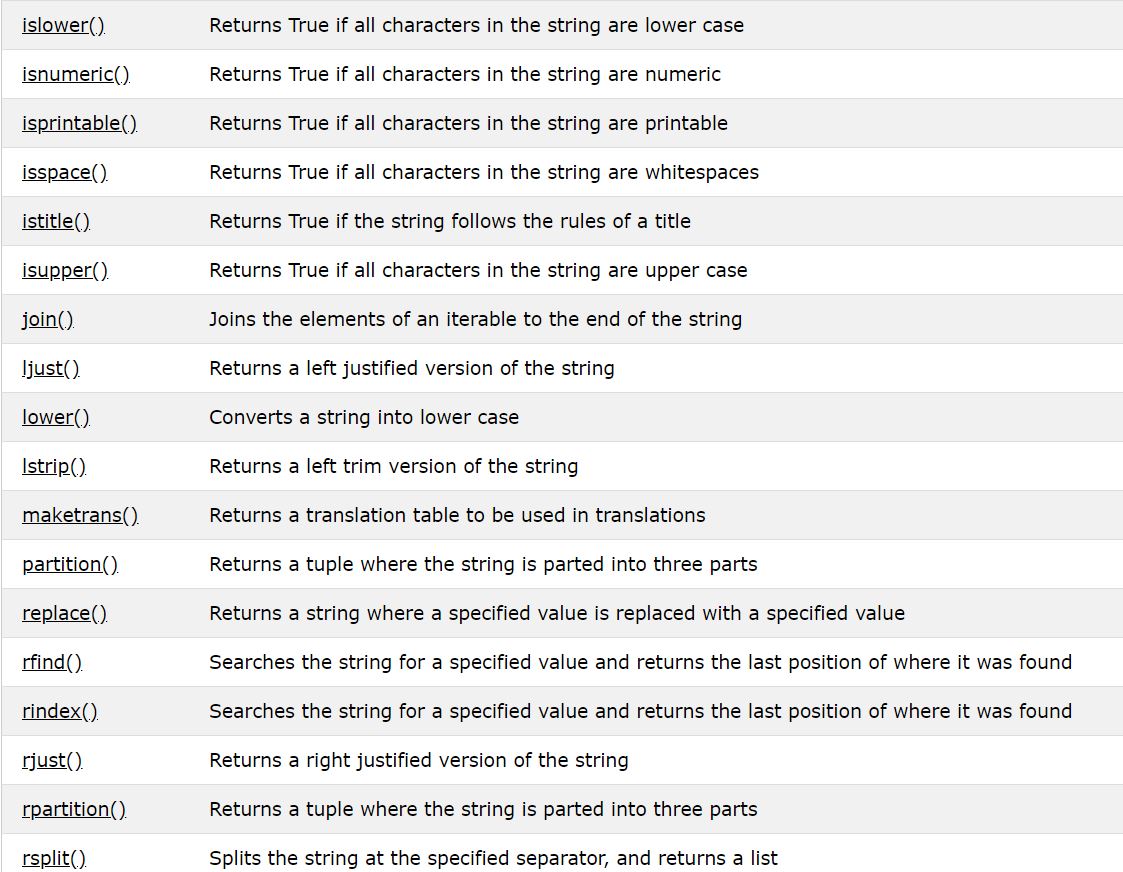 islower() Returns True if all characters in the string are lower case
isnumeric() Returns True if all characters in the string are numeric
isprintable() Returns True if all characters in the string are printable
isspace() Returns True if all characters in the string are whitespaces
istitle() Returns True if the string follows the rules of a title
isupper() Returns True if all characters in the string are upper case
join() Joins the elements of an iterable to the end of the string
ljust() Returns a left justified version of the string
lower() Converts a string into lower case
lstrip() Returns a left trim version of the string
maketrans() Returns a translation table to be used in translations
partition() Returns a tuple where the string is parted into three parts
replace() Returns a string where a specified value is replaced with a specified value
rfind() Searches the string for a specified value and returns the last position of where it was found
rindex() Searches the string for a specified value and returns the last position of where it was found
rjust() Returns a right justified version of the string
rpartition() Returns a tuple where the string is parted into three parts
rsplit() Splits the string at the specified separator, and returns a list